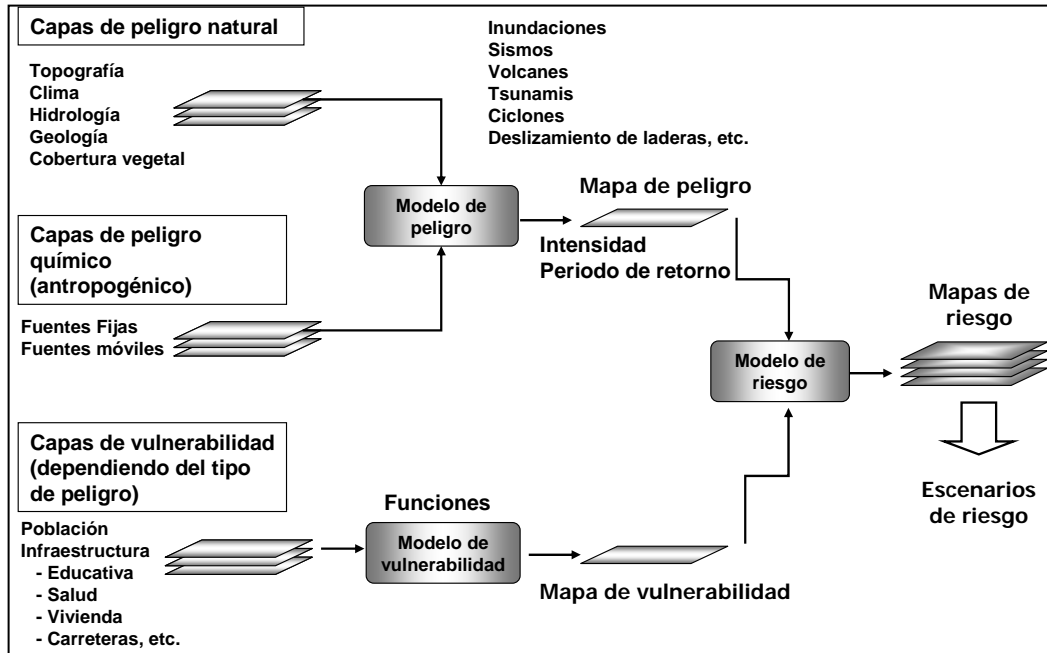 Capas de peligro natural
Topografía
Clima
Hidrología
Geología
Cobertura vegetal
Inundaciones
Sismos
Volcanes
Tsunamis
Ciclones
Deslizamiento de laderas, etc.
Modelo de
peligro
Mapa de peligro
Intensidad
Periodo de retorno
Capas de peligro
químico
(antropogénico)
Fuentes Fijas
Fuentes móviles
Modelo de
riesgo
Mapas de
riesgo
Escenarios
de riesgo
Capas de vulnerabilidad
(dependiendo del tipo
de peligro)
Población
Infraestructura
- Educativa
- Salud
- Vivienda
- Carreteras, etc.
Funciones
Modelo de
vulnerabilidad
Mapa de vulnerabilidad